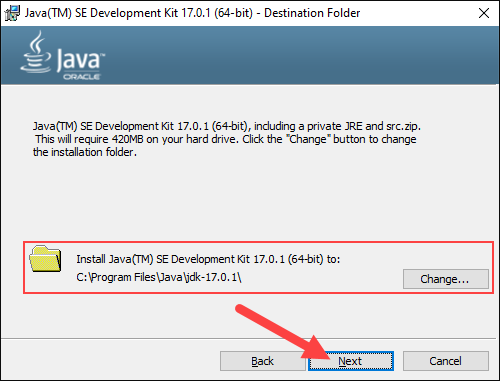 Java(TM) SE Development Kit 17.0.1 (64-bit) - Destination Folder
Java™
ORACLE
Java(TM) SE Development Kit 17.0.1 (64-bit), including a private JRE and src.zip.
This will require 420MB on your hard drive. Click the "Change" button to change
the installation folder.
Install Java(TM) SE Development Kit 17.0.1 (64-bit) to:
C:\Program Files\Java\jdk-17.0.1\
Change...
Back
Next
Cancel